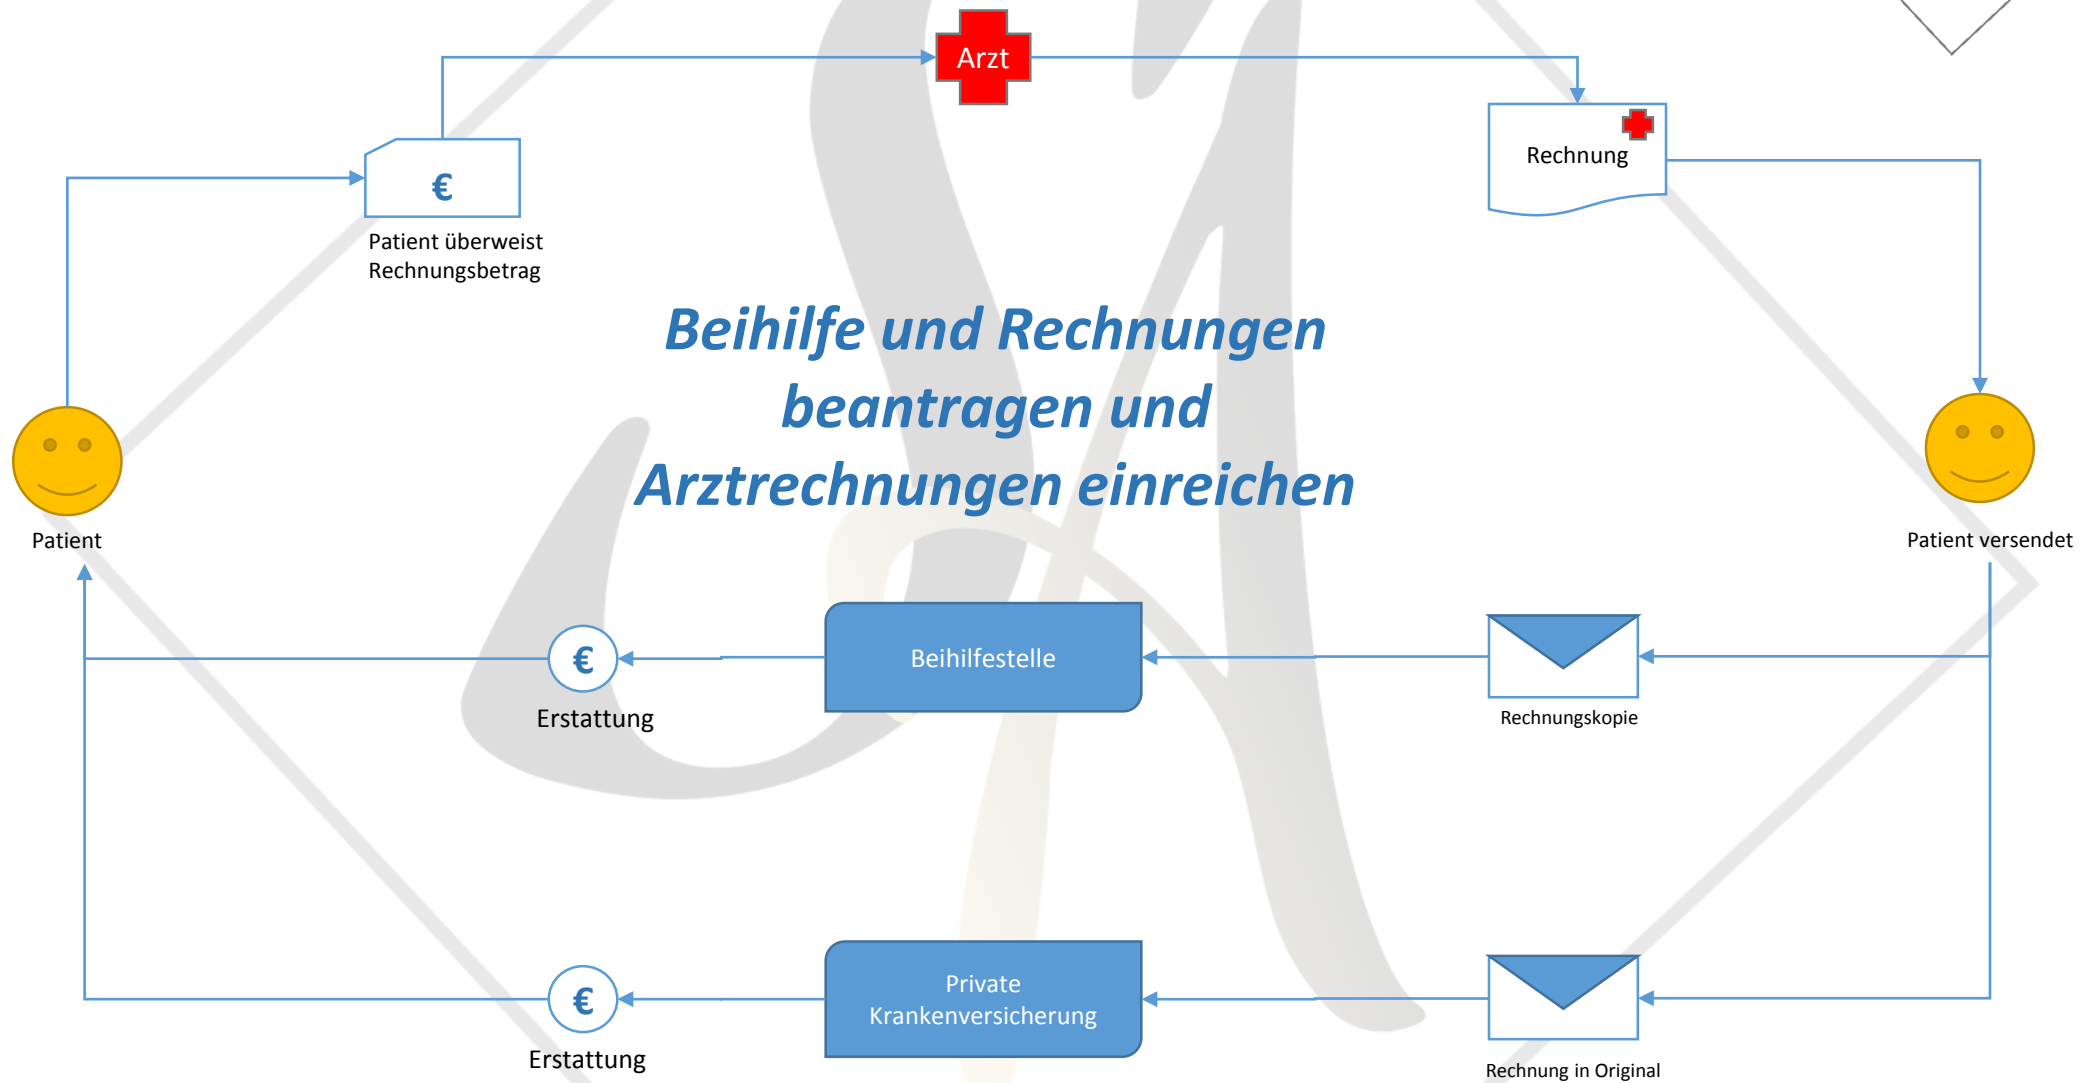 Arzt
Rechnung
€
Patient überweist
Rechnungsbetrag
Beihilfe und Rechnungen
beantragen und
Arztrechnungen einreichen
Patient
Patient versendet
€
Erstattung
Beihilfestelle
Rechnungskopie
€
Erstattung
Private
Krankenversicherung
Rechnung in Original